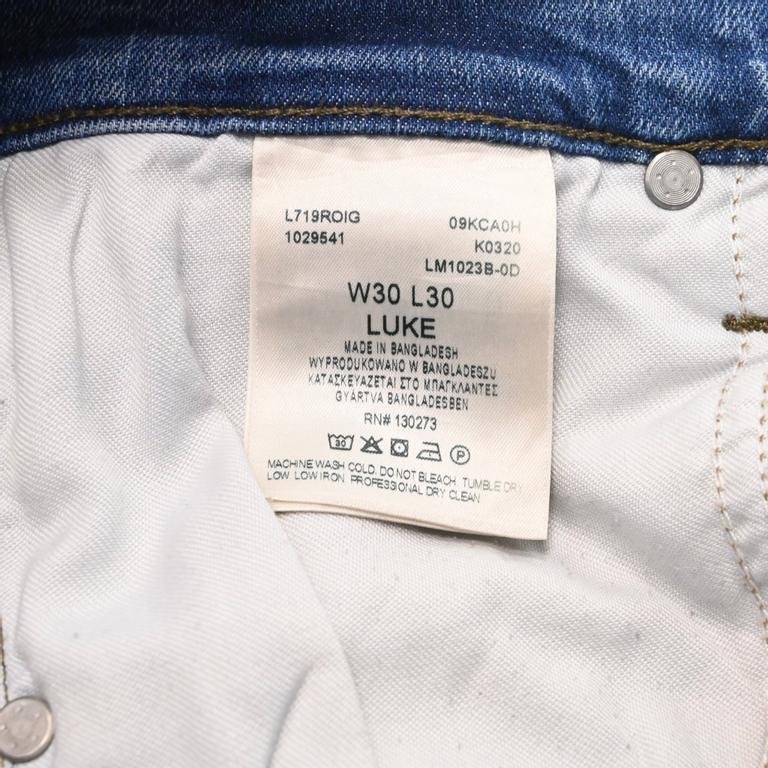 L719ROIG 09KCA0H
1029541 K0320
LM1023B-0D
W30 L30
LUKE
MADE IN BANGLADESH
WYPRODUKOWANO W BANGLADESZU
ΚΑΤΑΣΚΕΥΑΖΕΤΑΙ ΣΤΟ ΜΠΑΓΚΛΑΝΤΕΣ
GYÁRTVA BANGLADESBEN
RN# 130273
30 P
MACHINE WASH COLD. DO NOT BLEACH. TUMBLE DRY
LOW. LOW IRON. PROFESSIONAL DRY CLEAN